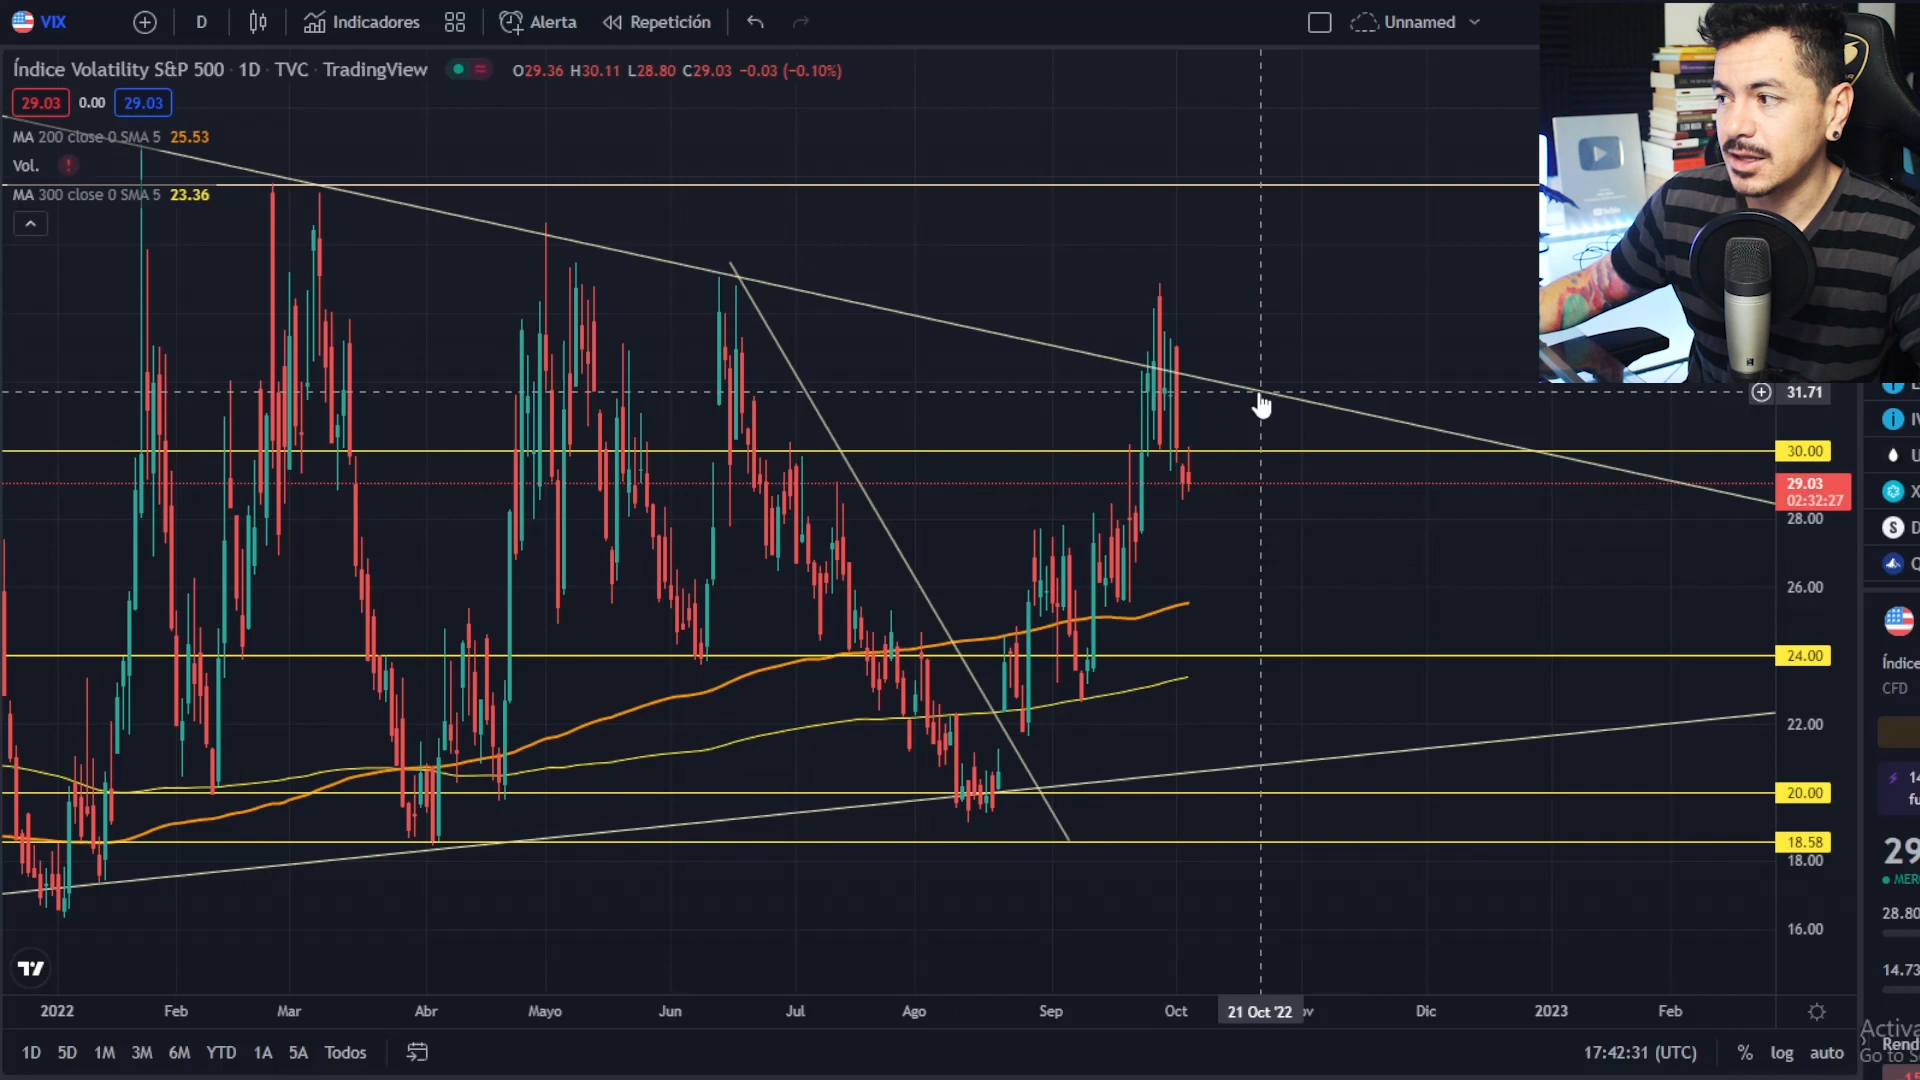 VIX
D
Indicadores
Alerta
Repetición
Unnamed
Índice Volatility S&P 500 · 1D · TVC · TradingView
O29.36 H30.11 L28.80 C29.03 −0.03 (−0.10%)
29.03 0.00 29.03
MA 200 close 0 SMA 5 25.53
Vol.
MA 300 close 0 SMA 5 23.36
31.71
30.00
29.03
02:32:27
28.00
26.00
24.00
22.00
20.00
18.58
18.00
16.00
Índice
CFD
28.80
14.73
2022 Feb Mar Abr Mayo Jun Jul Ago Sep Oct 21 Oct '22 Dic 2023 Feb
1D 5D 1M 3M 6M YTD 1A 5A Todos
17:42:31 (UTC) % log auto